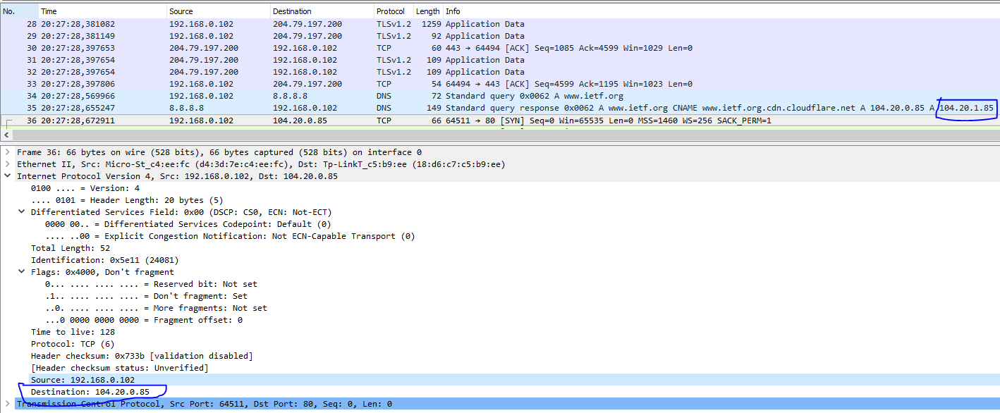 No. Time Source Destination Protocol Length Info
28 20:27:28,381082 192.168.0.102 204.79.197.200 TLSv1.2 1259 Application Data
29 20:27:28,381149 192.168.0.102 204.79.197.200 TLSv1.2 92 Application Data
30 20:27:28,397653 204.79.197.200 192.168.0.102 TCP 60 443 → 64494 [ACK] Seq=1085 Ack=4599 Win=1029 Len=0
31 20:27:28,397654 204.79.197.200 192.168.0.102 TLSv1.2 109 Application Data
32 20:27:28,397654 204.79.197.200 192.168.0.102 TLSv1.2 109 Application Data
33 20:27:28,397806 192.168.0.102 204.79.197.200 TCP 54 64494 → 443 [ACK] Seq=4599 Ack=1195 Win=1023 Len=0
34 20:27:28,569966 192.168.0.102 8.8.8.8 DNS 72 Standard query 0x0062 A www.ietf.org
35 20:27:28,655247 8.8.8.8 192.168.0.102 DNS 149 Standard query response 0x0062 A www.ietf.org CNAME www.ietf.org.cdn.cloudflare.net A 104.20.0.85 A 104.20.1.85
36 20:27:28,672911 192.168.0.102 104.20.0.85 TCP 66 64511 → 80 [SYN] Seq=0 Win=65535 Len=0 MSS=1460 WS=256 SACK_PERM=1
Frame 36: 66 bytes on wire (528 bits), 66 bytes captured (528 bits) on interface 0
Ethernet II, Src: Micro-St_c4:ee:fc (d4:3d:7e:c4:ee:fc), Dst: Tp-LinkT_c5:b9:ee (18:d6:c7:c5:b9:ee)
Internet Protocol Version 4, Src: 192.168.0.102, Dst: 104.20.0.85
0100 .... = Version: 4
.... 0101 = Header Length: 20 bytes (5)
Differentiated Services Field: 0x00 (DSCP: CS0, ECN: Not-ECT)
0000 00.. = Differentiated Services Codepoint: Default (0)
.... ..00 = Explicit Congestion Notification: Not ECN-Capable Transport (0)
Total Length: 52
Identification: 0x5e11 (24081)
Flags: 0x4000, Don't fragment
0... .... .... .... = Reserved bit: Not set
.1.. .... .... .... = Don't fragment: Set
..0. .... .... .... = More fragments: Not set
...0 0000 0000 0000 = Fragment offset: 0
Time to live: 128
Protocol: TCP (6)
Header checksum: 0x733b [validation disabled]
[Header checksum status: Unverified]
Source: 192.168.0.102
Destination: 104.20.0.85
Transmission Control Protocol, Src Port: 64511, Dst Port: 80, Seq: 0, Len: 0